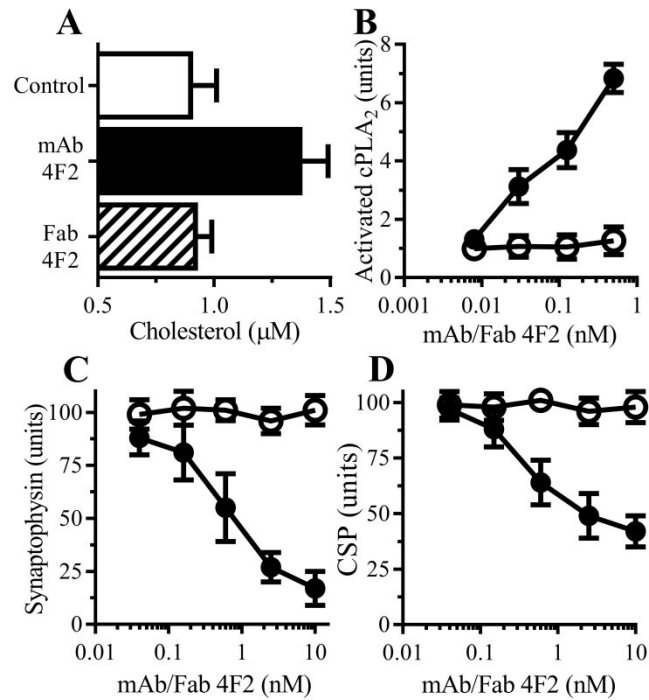 A
Control
mAb
4F2
Fab
4F2
0.5 1.0 1.5
Cholesterol (μM)
B
Activated cPLA2 (units)
8
6
4
2
0
0.001 0.01 0.1 1
mAb/Fab 4F2 (nM)
C
Synaptophysin (units)
100
75
50
25
0
0.01 0.1 1 10
mAb/Fab 4F2 (nM)
D
CSP (units)
100
75
50
25
0
0.01 0.1 1 10
mAb/Fab 4F2 (nM)